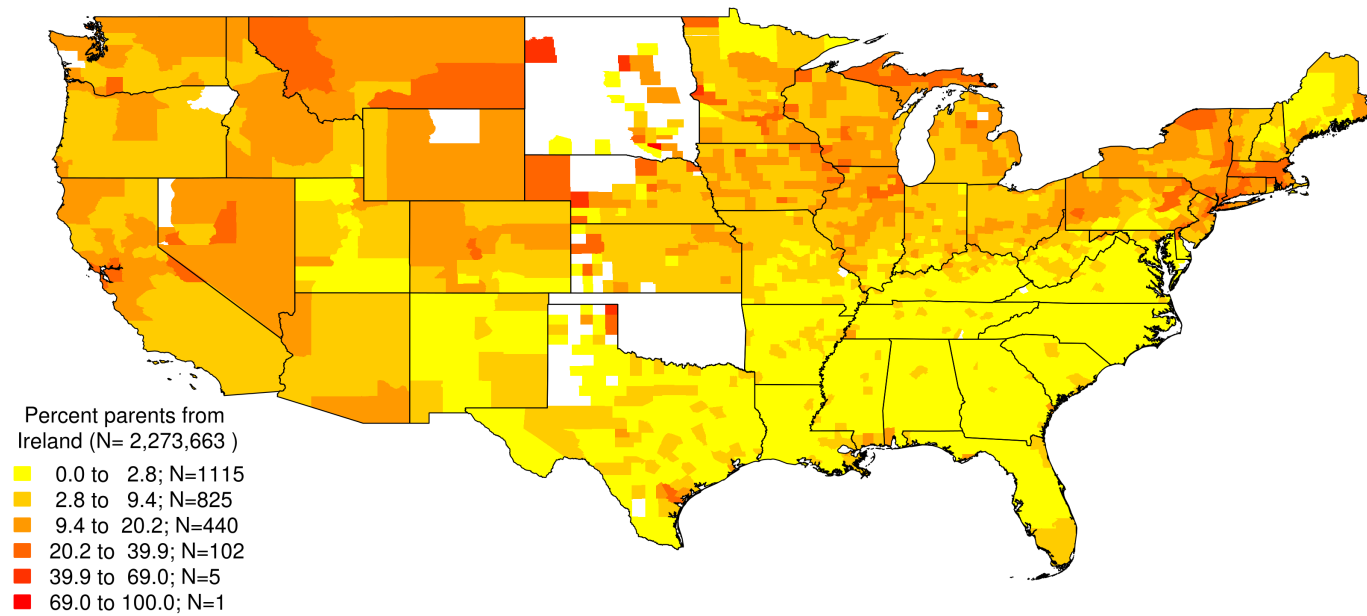 Percent parents from
Ireland (N= 2,273,663 )
0.0 to 2.8; N=1115
2.8 to 9.4; N=825
9.4 to 20.2; N=440
20.2 to 39.9; N=102
39.9 to 69.0; N=5
69.0 to 100.0; N=1